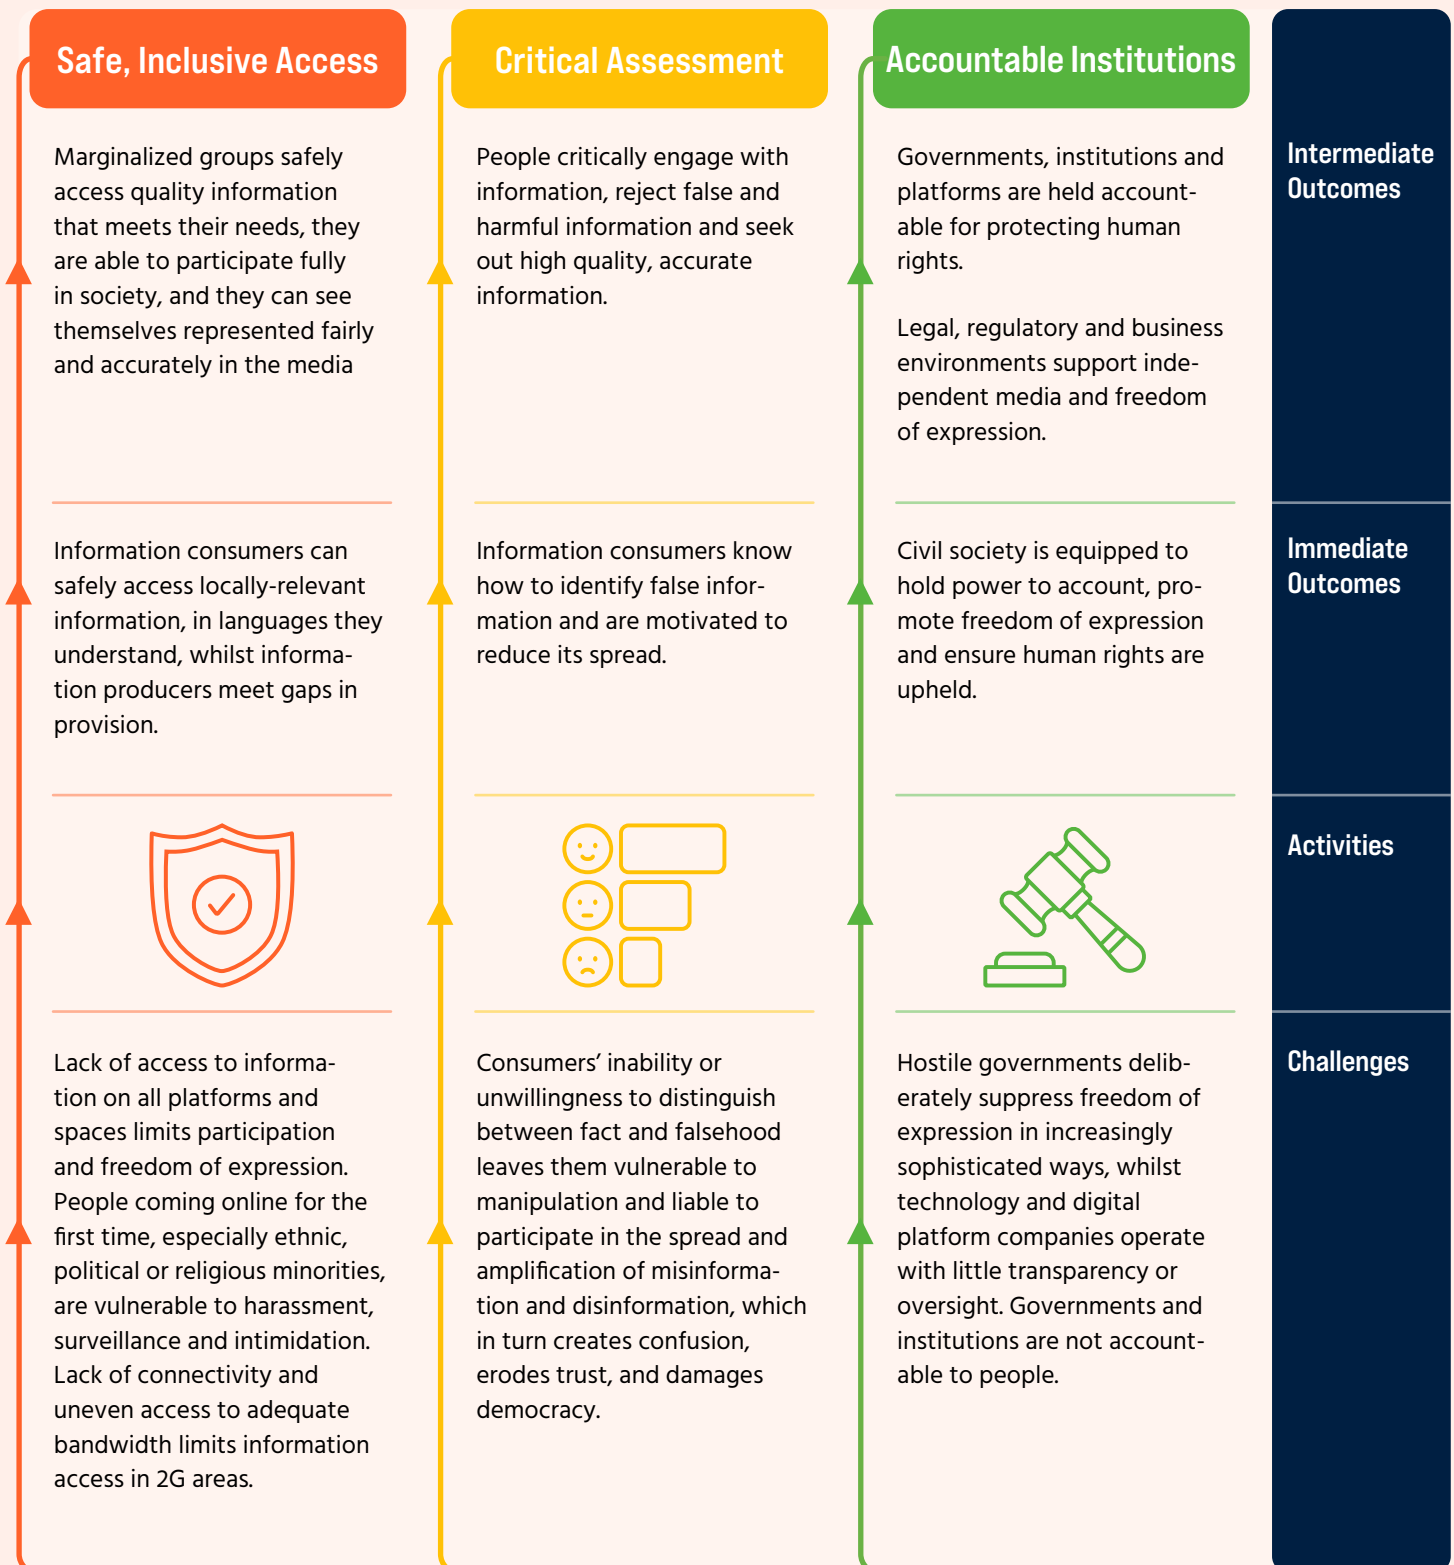 Safe, Inclusive Access
Critical Assessment
Accountable Institutions
Marginalized groups safely
access quality information
that meets their needs, they
are able to participate fully
in society, and they can see
themselves represented fairly
and accurately in the media
People critically engage with
information, reject false and
harmful information and seek
out high quality, accurate
information.
Governments, institutions and
platforms are held account-
able for protecting human
rights.
Legal, regulatory and business
environments support inde-
pendent media and freedom
of expression.
Intermediate
Outcomes
Information consumers can
safely access locally-relevant
information, in languages they
understand, whilst informa-
tion producers meet gaps in
provision.
Information consumers know
how to identify false infor-
mation and are motivated to
reduce its spread.
Civil society is equipped to
hold power to account, pro-
mote freedom of expression
and ensure human rights are
upheld.
Immediate
Outcomes
Activities
Lack of access to informa-
tion on all platforms and
spaces limits participation
and freedom of expression.
People coming online for the
first time, especially ethnic,
political or religious minorities,
are vulnerable to harassment,
surveillance and intimidation.
Lack of connectivity and
uneven access to adequate
bandwidth limits information
access in 2G areas.
Consumers’ inability or
unwillingness to distinguish
between fact and falsehood
leaves them vulnerable to
manipulation and liable to
participate in the spread and
amplification of misinforma-
tion and disinformation, which
in turn creates confusion,
erodes trust, and damages
democracy.
Hostile governments delib-
erately suppress freedom of
expression in increasingly
sophisticated ways, whilst
technology and digital
platform companies operate
with little transparency or
oversight. Governments and
institutions are not account-
able to people.
Challenges